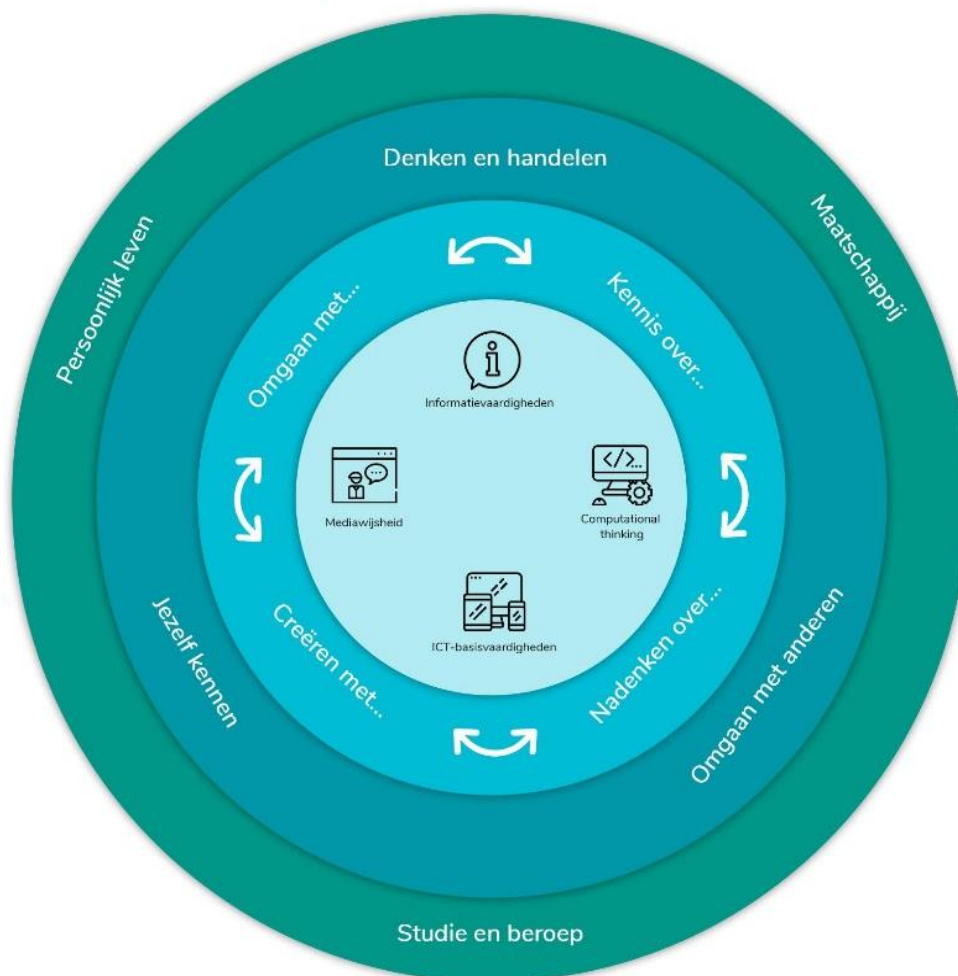 Denken en handelen
Persoonlijk leven
Maatschappij
Omgaan met...
Kennis over...
i
Informatievaardigheden
</>...
Mediawijsheid
Computational
thinking
ICT-basisvaardigheden
Jezelf kennen
Creëren met...
Nadenken over...
Omgaan met anderen
Studie en beroep